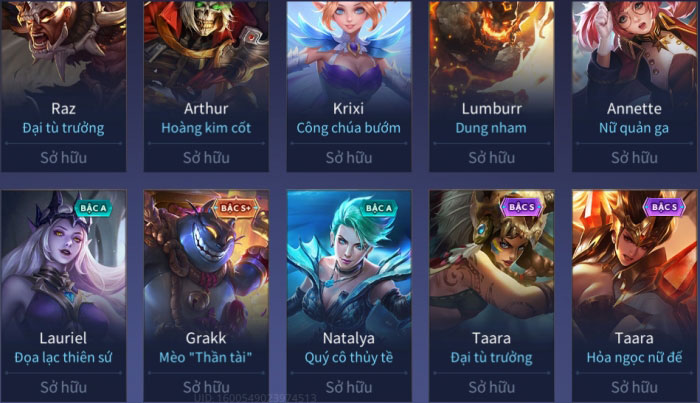 Raz
Đại tù trưởng
Sở hữu
Arthur
Hoàng kim cốt
Sở hữu
Krixi
Công chúa bướm
Sở hữu
Lumburr
Dung nham
Sở hữu
Annette
Nữ quản ga
Sở hữu
BẬC A
Lauriel
Đọa lạc thiên sứ
Sở hữu
BẬC S+
Grakk
Mèo "Thần tài"
Sở hữu
BẬC A
Natalya
Quý cô thủy tề
Sở hữu
BẬC S
Taara
Đại tù trưởng
Sở hữu
BẬC S
Taara
Hỏa ngọc nữ đế
Sở hữu
UID: 1600549023974513